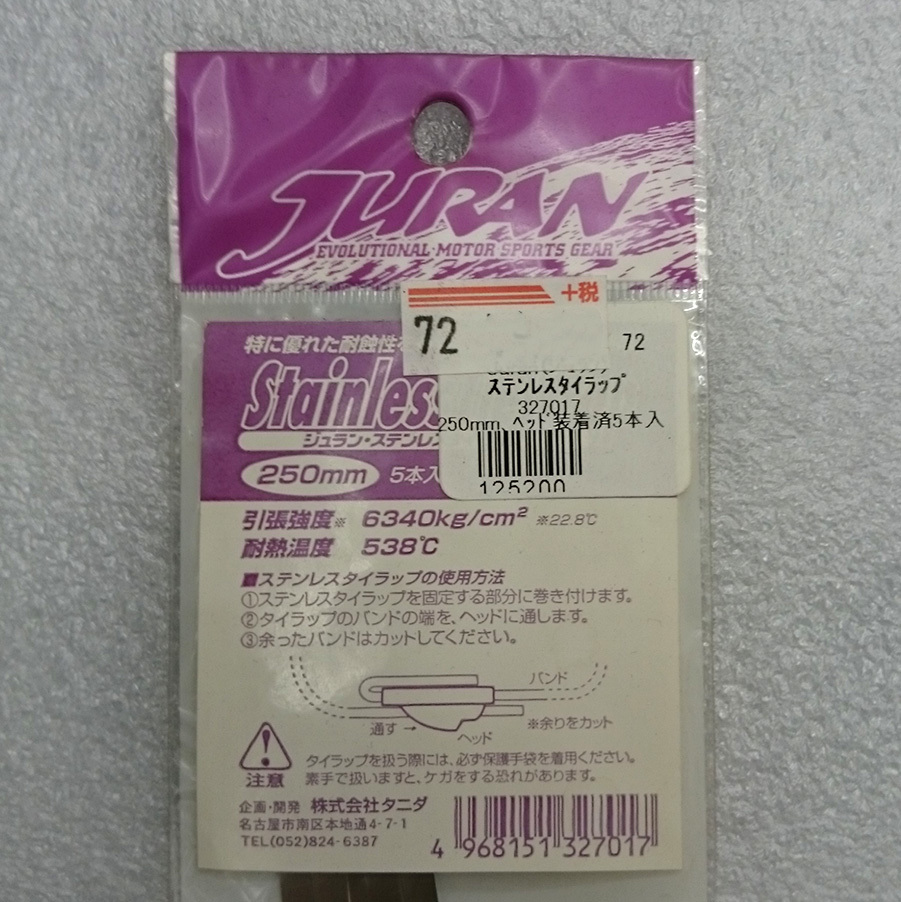 JURAN
EVOLUTIONAL・MOTOR SPORTS GEAR
+税
72
72
特に優れた耐蝕性
ステンレスタイラップ
Stainless
327017
250mm、ヘッド装着済5本入
ジュラン・ステンレス
250mm 5本入
125200
引張強度※ 6340kg/cm² ※22.8℃
耐熱温度 538℃
■ステンレスタイラップの使用方法
①ステンレスタイラップを固定する部分に巻き付けます。
②タイラップのバンドの端を、ヘッドに通します。
③余ったバンドはカットしてください。
バンド
通す→
ヘッド
※余りをカット
注意
タイラップを扱う際には、必ず保護手袋を着用ください。
素手で扱いますと、ケガをする恐れがあります。
企画・開発 株式会社タニダ
名古屋市南区本地通4-7-1
TEL(052)824-6387
4 968151 327017